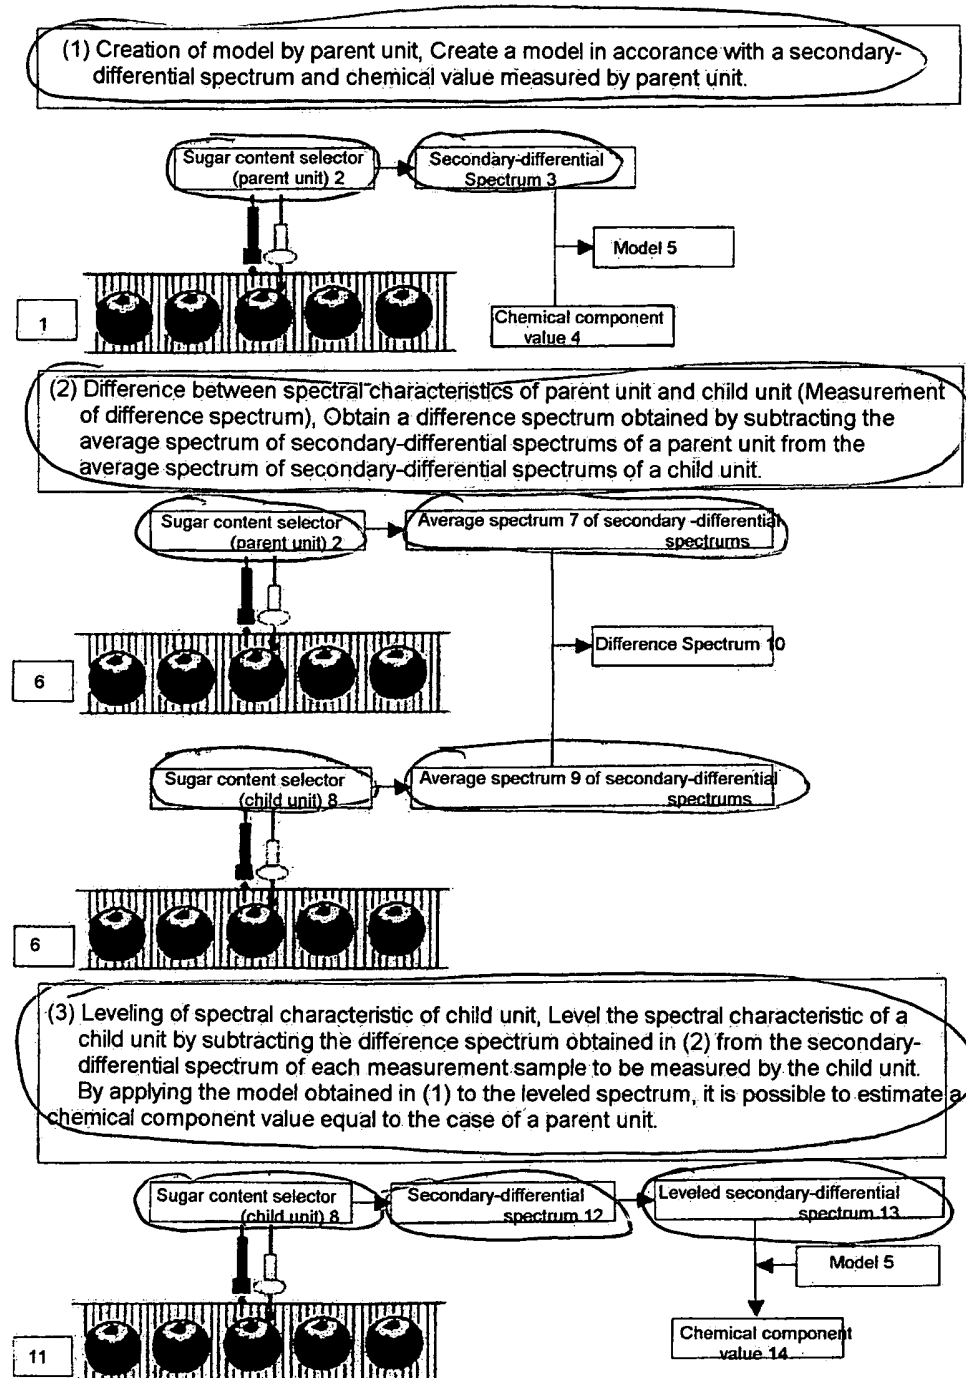 (1) Creation of model by parent unit, Create a model in accorance with a secondary-
differential spectrum and chemical value measured by parent unit.
Sugar content selector
(parent unit) 2
Secondary-differential
Spectrum 3
Model 5
1
Chemical component
value 4
(2) Difference between spectral characteristics of parent unit and child unit (Measurement
of difference spectrum), Obtain a difference spectrum obtained by subtracting the
average spectrum of secondary-differential spectrums of a parent unit from the
average spectrum of secondary-differential spectrums of a child unit.
Sugar content selector
(parent unit) 2
Average spectrum 7 of secondary -differential
spectrums
Difference Spectrum 10
6
Sugar content selector
(child unit) 8
Average spectrum 9 of secondary-differential
spectrums
6
(3) Leveling of spectral characteristic of child unit, Level the spectral characteristic of a
child unit by subtracting the difference spectrum obtained in (2) from the secondary-
differential spectrum of each measurement sample to be measured by the child unit.
By applying the model obtained in (1) to the leveled spectrum, it is possible to estimate a
chemical component value equal to the case of a parent unit.
Sugar content selector
(child unit) 8
Secondary-differential
spectrum 12
Leveled secondary-differential
spectrum 13
Model 5
11
Chemical component
value 14